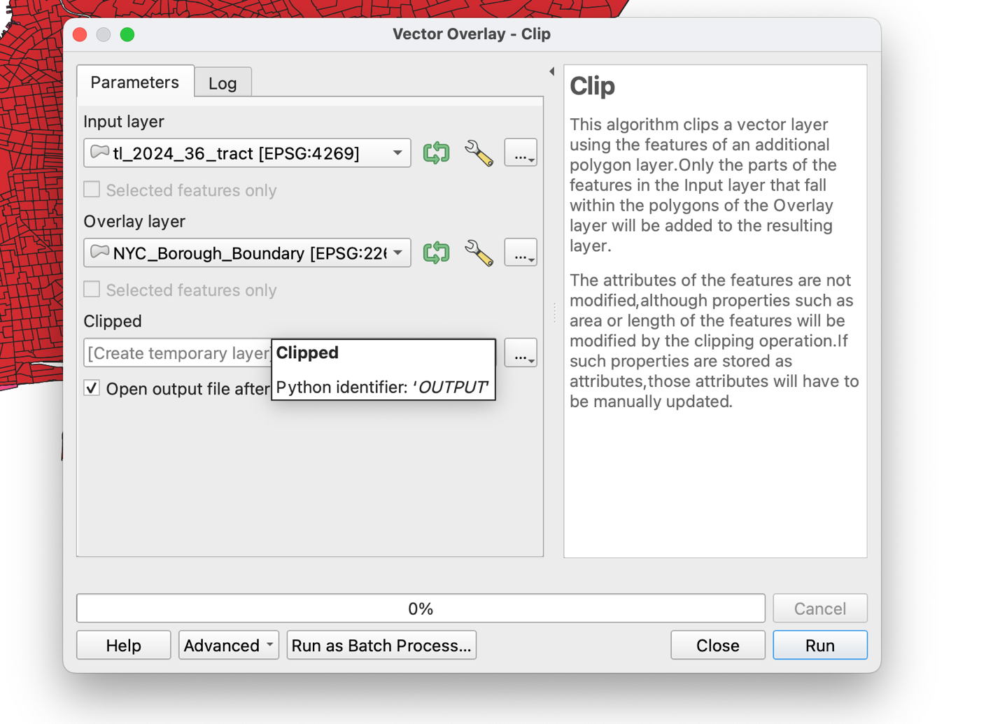 Vector Overlay - Clip
Parameters
Log
Input layer
tl_2024_36_tract [EPSG:4269]
...
Selected features only
Overlay layer
NYC_Borough_Boundary [EPSG:226
...
Selected features only
Clipped
[Create temporary layer]
...
Open output file after
Clipped
Python identifier: 'OUTPUT'
Clip
This algorithm clips a vector layer
using the features of an additional
polygon layer.Only the parts of the
features in the Input layer that fall
within the polygons of the Overlay
layer will be added to the resulting
layer.
The attributes of the features are not
modified,although properties such as
area or length of the features will be
modified by the clipping operation.If
such properties are stored as
attributes,those attributes will have to
be manually updated.
0%
Cancel
Help
Advanced
Run as Batch Process...
Close
Run